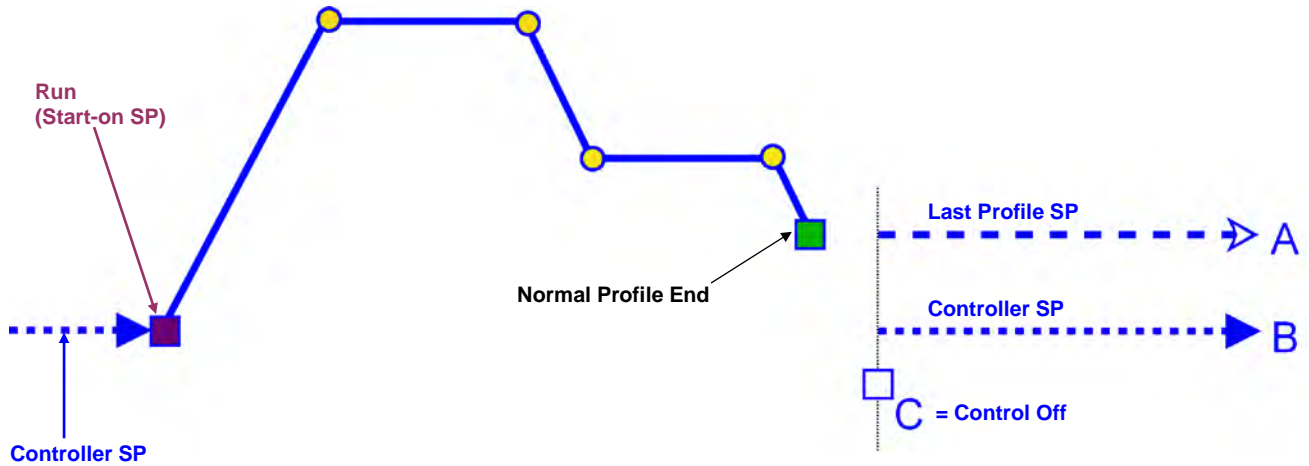 Run
(Start-on SP)
Last Profile SP
A
Normal Profile End
Controller SP
B
C = Control Off
Controller SP